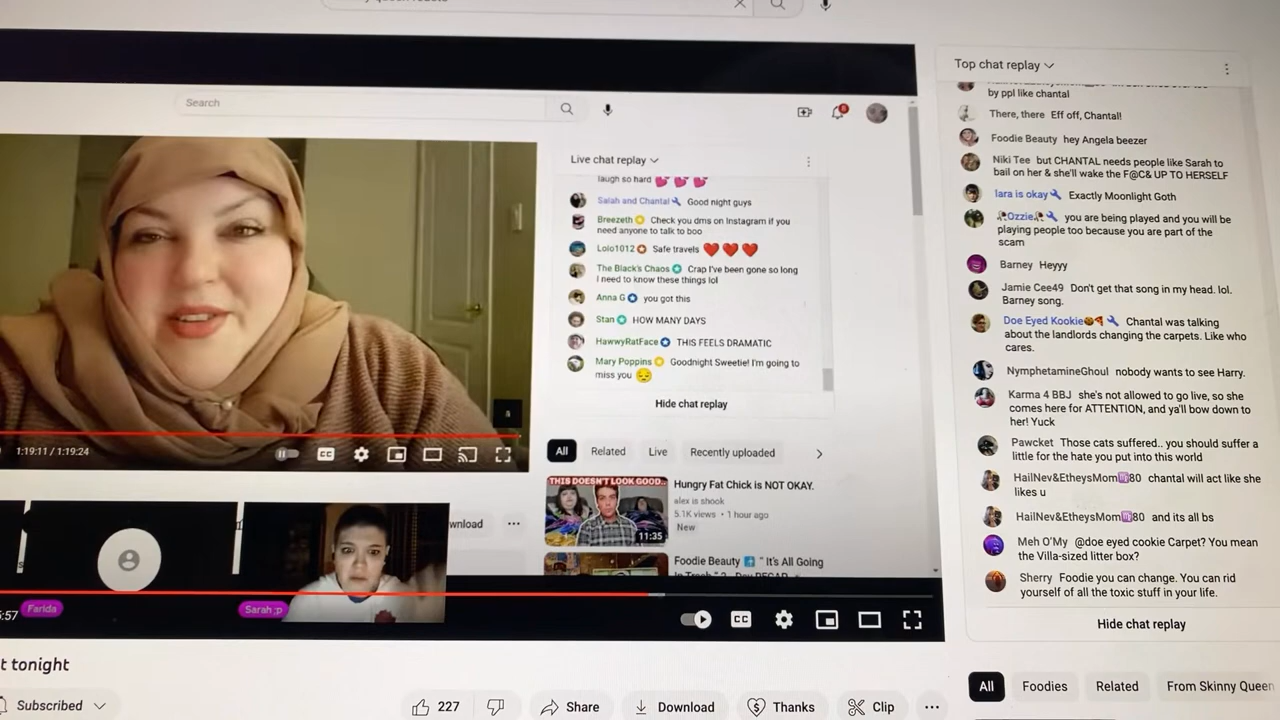 Search
Live chat replay
laugh so hard 💕 💕 💕
Salah and Chantal Good night guys
Breezeth Check you dms on Instagram if you
need anyone to talk to boo
Lolo1012 Safe travels ❤️ ❤️ ❤️
The Black's Chaos Crap I've been gone so long
I need to know these things lol
Anna G you got this
Stan HOW MANY DAYS
HawwyRatFace THIS FEELS DRAMATIC
Mary Poppins Goodnight Sweetie! I'm going to
miss you 😔
Hide chat replay
1:19:11 / 1:19:24
CC
All Related Live Recently uploaded
THIS DOESN'T LOOK GOOD..
11:35
Hungry Fat Chick is NOT OKAY.
alex is shook
5.1K views • 1 hour ago
New
Foodie Beauty "It's All Going
wnload
Farida
Sarah ;p
5:57
CC
t tonight
Subscribed
227
Share
Download
Thanks
Clip
Top chat replay
by ppl like chantal
There, there Eff off, Chantal!
Foodie Beauty hey Angela beezer
Niki Tee but CHANTAL needs people like Sarah to
bail on her & she'll wake the F@C& UP TO HERSELF
lara is okay Exactly Moonlight Goth
Ozzie you are being played and you will be
playing people too because you are part of the
scam
Barney Heyyy
Jamie Cee49 Don't get that song in my head. lol.
Barney song.
Doe Eyed Kookie🍪🍕 Chantal was talking
about the landlords changing the carpets. Like who
cares.
NymphetamineGhoul nobody wants to see Harry.
Karma 4 BBJ she's not allowed to go live, so she
comes here for ATTENTION, and ya'll bow down to
her! Yuck
Pawcket Those cats suffered.. you should suffer a
little for the hate you put into this world
HailNev&EtheysMom♍80 chantal will act like she
likes u
HailNev&EtheysMom♍80 and its all bs
Meh O'My @doe eyed cookie Carpet? You mean
the Villa-sized litter box?
Sherry Foodie you can change. You can rid
yourself of all the toxic stuff in your life.
Hide chat replay
All Foodies Related From Skinny Queen